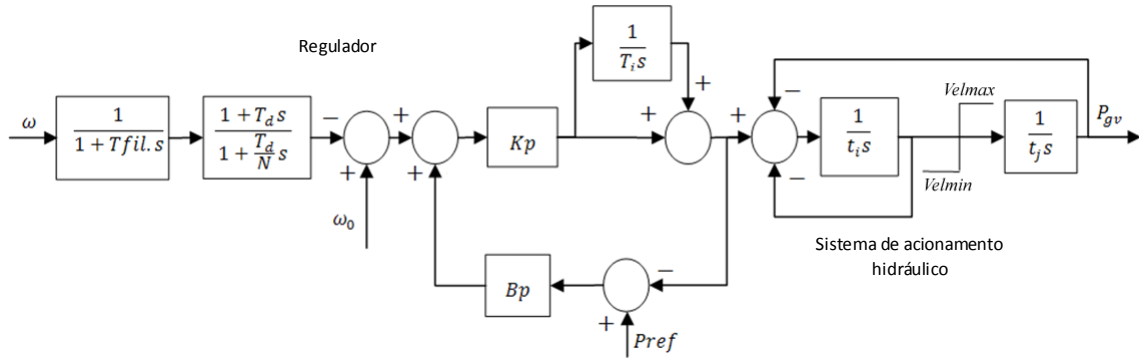 Regulador
1
T_i s
+
+
ω
1
1 + Tfil. s
1 + T_d s
1 + T_d/N s
−
+
ω_0
+
+
Kp
+
−
−
1
t_i s
Velmax
Velmin
1
t_j s
P_gv
Sistema de acionamento
hidráulico
Bp
−
+
Pref